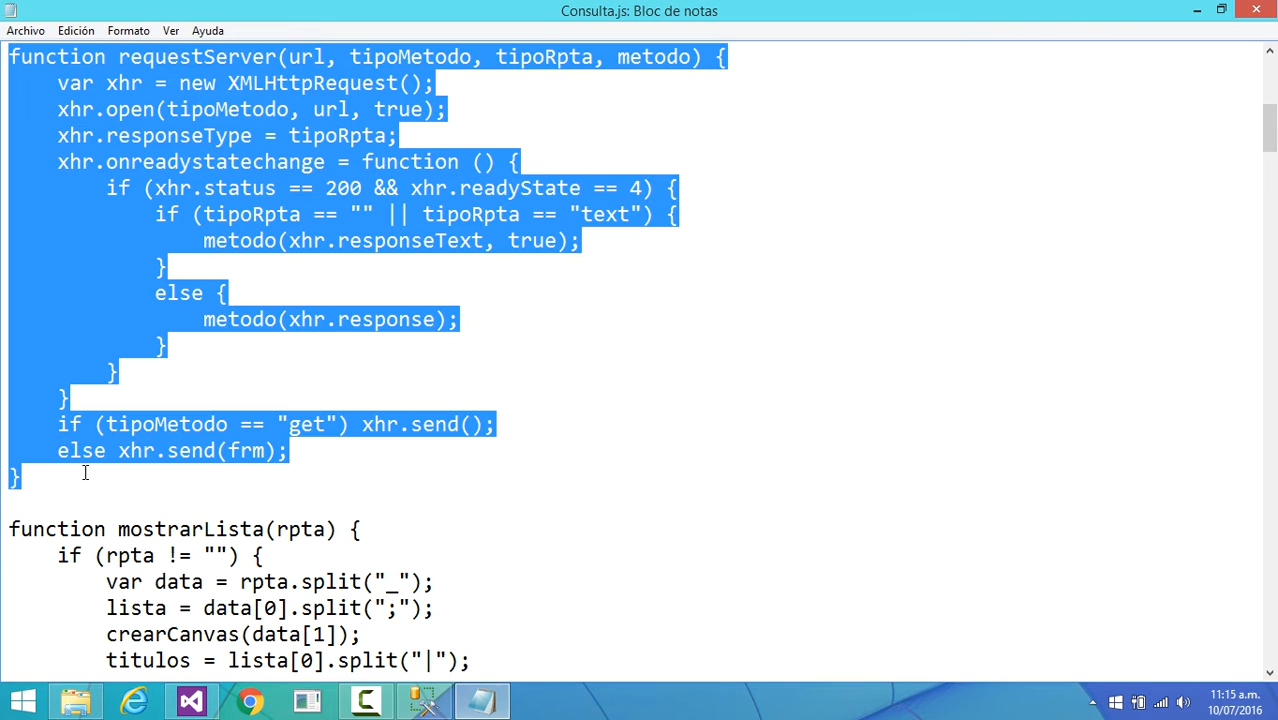 Consulta.js: Bloc de notas
Archivo Edición Formato Ver Ayuda
function requestServer(url, tipoMetodo, tipoRpta, metodo) {
    var xhr = new XMLHttpRequest();
    xhr.open(tipoMetodo, url, true);
    xhr.responseType = tipoRpta;
    xhr.onreadystatechange = function () {
        if (xhr.status == 200 && xhr.readyState == 4) {
            if (tipoRpta == "" || tipoRpta == "text") {
                metodo(xhr.responseText, true);
            }
            else {
                metodo(xhr.response);
            }
        }
    }
    if (tipoMetodo == "get") xhr.send();
    else xhr.send(frm);
}
function mostrarLista(rpta) {
    if (rpta != "") {
        var data = rpta.split("_");
        lista = data[0].split(";");
        crearCanvas(data[1]);
        titulos = lista[0].split("|");
11:15 a.m.
10/07/2016